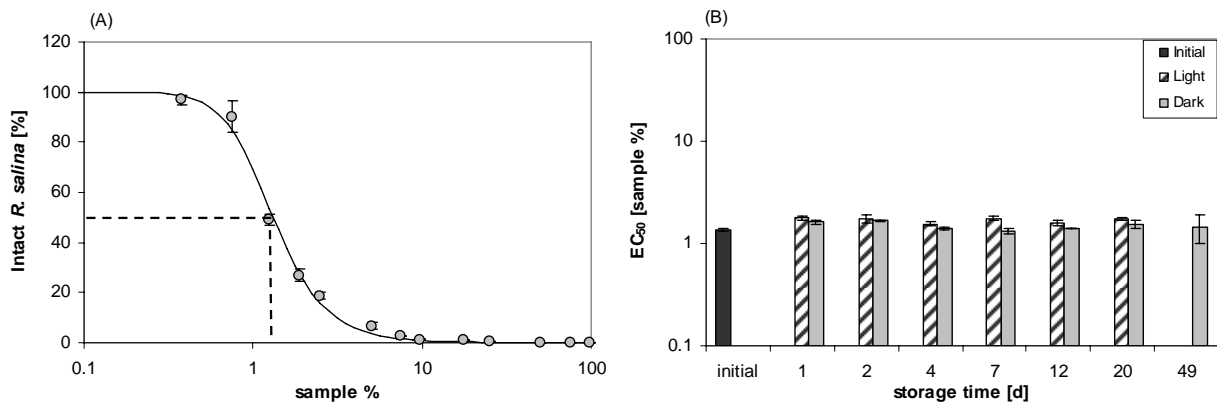 (A)
120
100
80
60
40
20
0
Intact R. salina [%]
0.1 1 10 100
sample %
(B)
100
10
1
0.1
EC50 [sample %]
Initial
Light
Dark
initial 1 2 4 7 12 20 49
storage time [d]